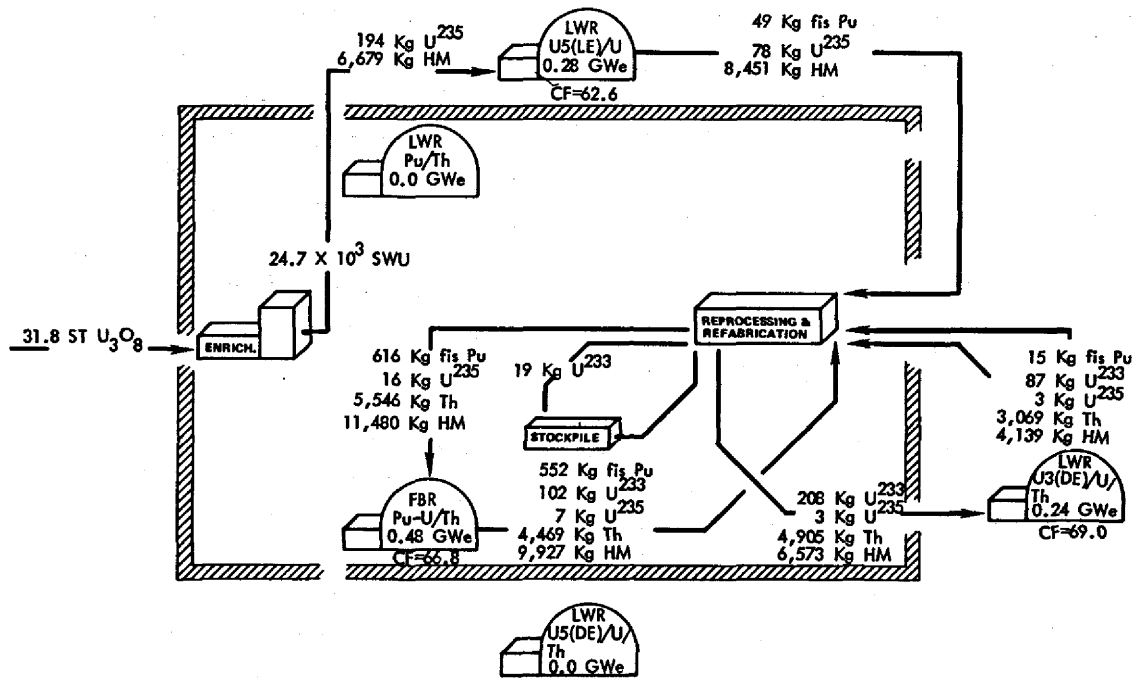 194 Kg U²³⁵
6,679 Kg HM
LWR
U5(LE)/U
0.28 GWe
CF=62.6
49 Kg fis Pu
78 Kg U²³⁵
8,451 Kg HM
LWR
Pu/Th
0.0 GWe
24.7 X 10³ SWU
31.8 ST U₃O₈
ENRICH.
REPROCESSING &
REFABRICATION
616 Kg fis Pu
16 Kg U²³⁵
5,546 Kg Th
11,480 Kg HM
19 Kg U²³³
STOCKPILE
15 Kg fis Pu
87 Kg U²³³
3 Kg U²³⁵
3,069 Kg Th
4,139 Kg HM
FBR
Pu-U/Th
0.48 GWe
CF=66.8
552 Kg fis Pu
102 Kg U²³³
7 Kg U²³⁵
4,469 Kg Th
9,927 Kg HM
208 Kg U²³³
3 Kg U²³⁵
4,905 Kg Th
6,573 Kg HM
LWR
U3(DE)/U/
Th
0.24 GWe
CF=69.0
LWR
U5(DE)/U/
Th
0.0 GWe